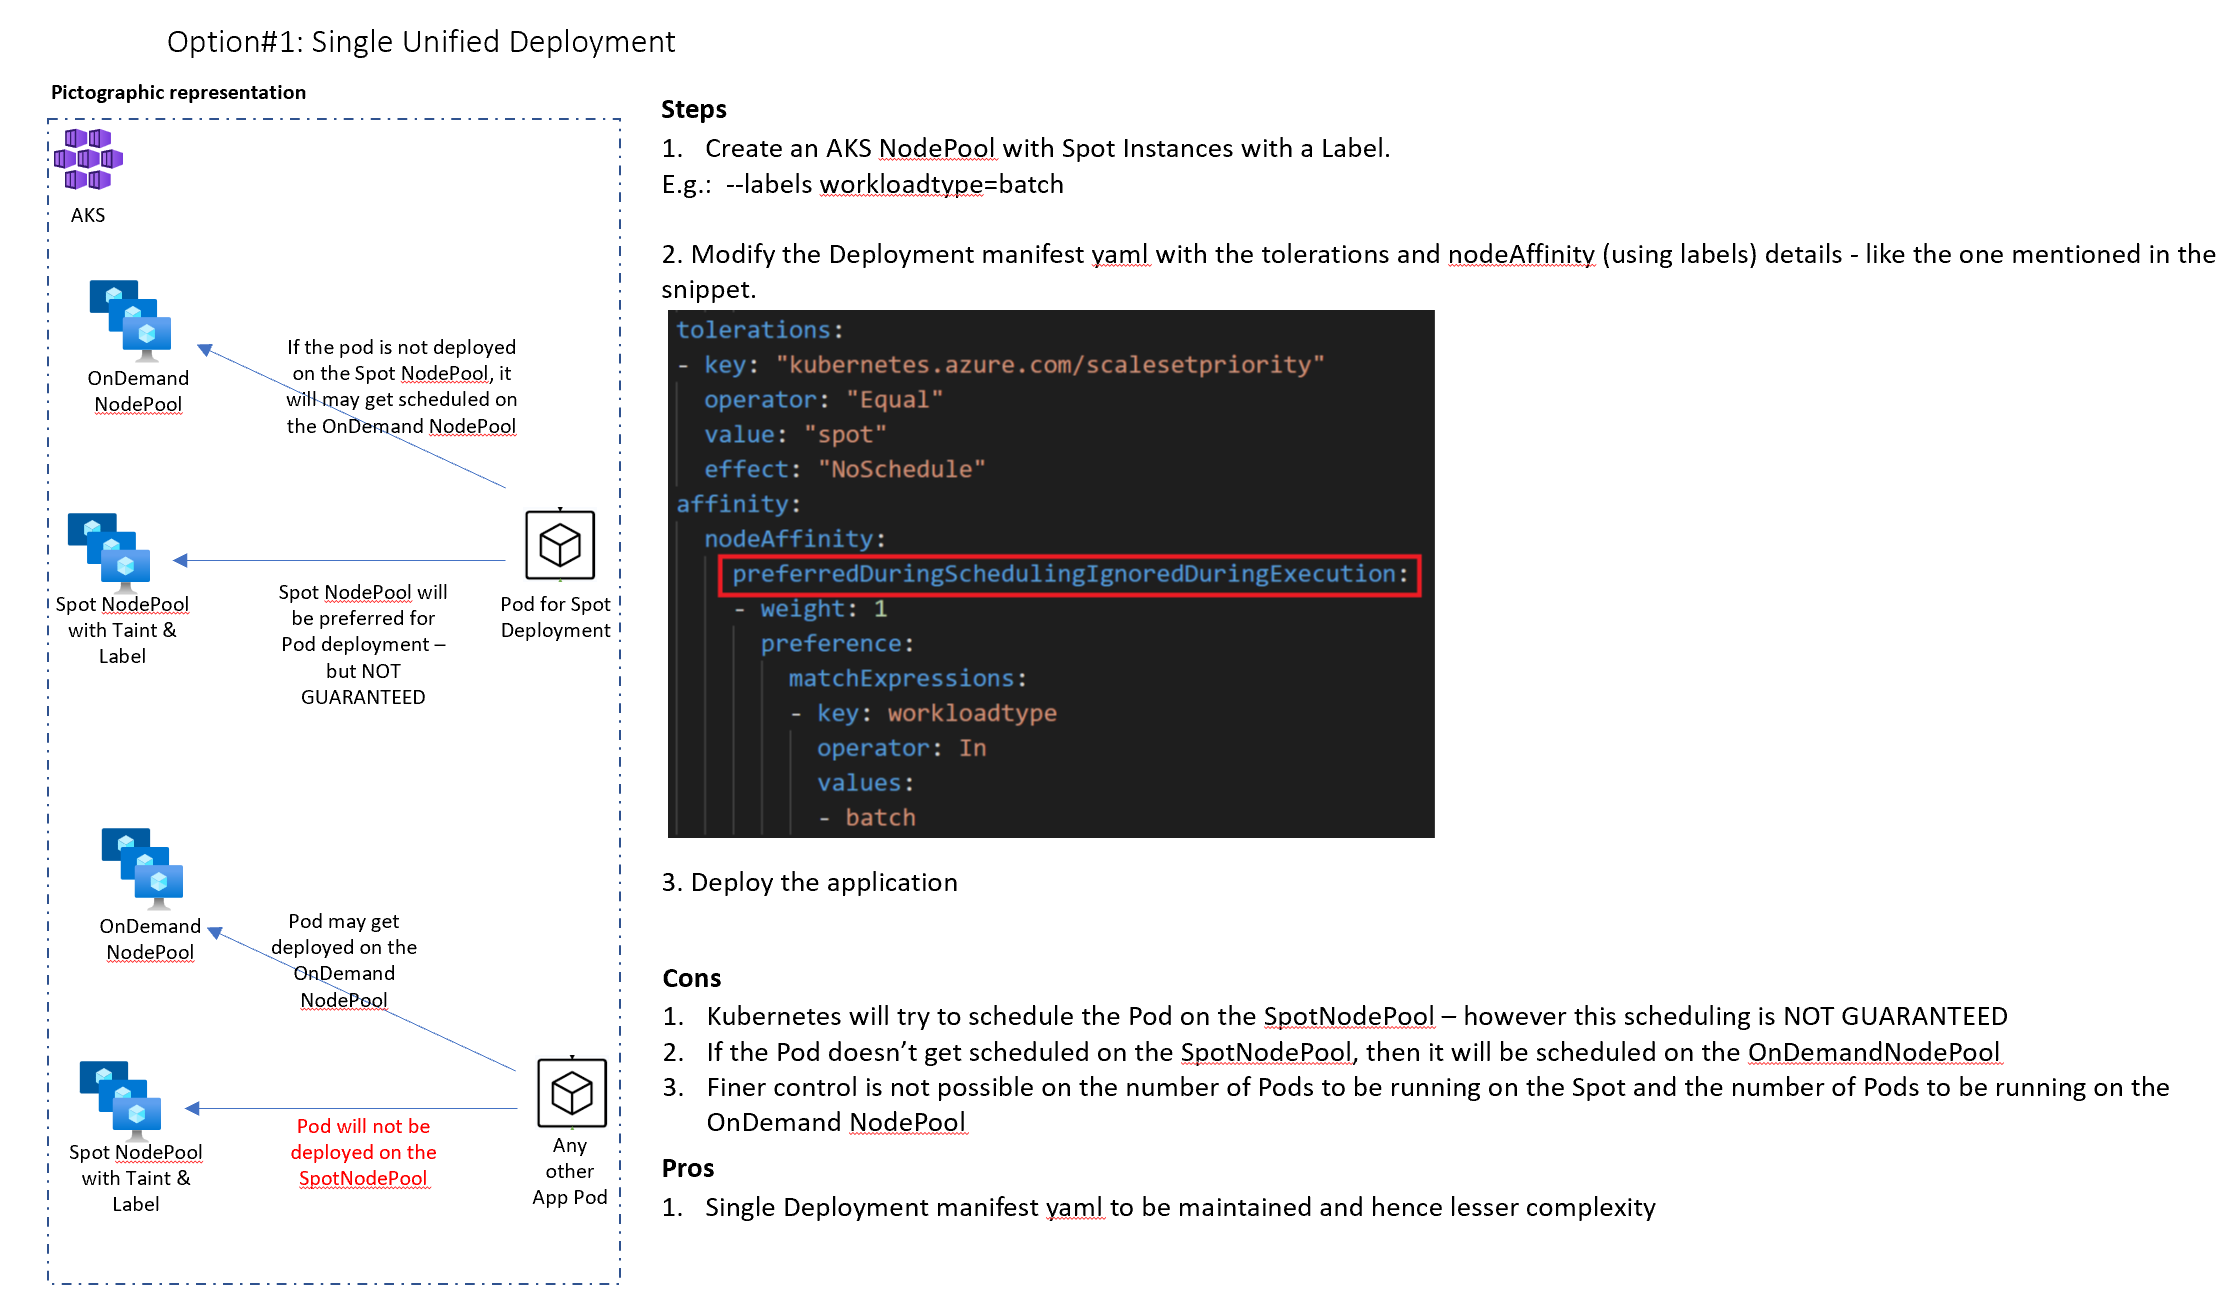 Option#1: Single Unified Deployment
Pictographic representation
AKS
OnDemand
NodePool
If the pod is not deployed
on the Spot NodePool, it
will may get scheduled on
the OnDemand NodePool
Spot NodePool
with Taint &
Label
Spot NodePool will
be preferred for
Pod deployment –
but NOT
GUARANTEED
Pod for Spot
Deployment
OnDemand
NodePool
Pod may get
deployed on the
OnDemand
NodePool
Spot NodePool
with Taint &
Label
Pod will not be
deployed on the
SpotNodePool
Any
other
App Pod
Steps
1. Create an AKS NodePool with Spot Instances with a Label.
E.g.: --labels workloadtype=batch
2. Modify the Deployment manifest yaml with the tolerations and nodeAffinity (using labels) details - like the one mentioned in the
snippet.
tolerations:
- key: "kubernetes.azure.com/scalesetpriority"
operator: "Equal"
value: "spot"
effect: "NoSchedule"
affinity:
nodeAffinity:
preferredDuringSchedulingIgnoredDuringExecution:
- weight: 1
preference:
matchExpressions:
- key: workloadtype
operator: In
values:
- batch
3. Deploy the application
Cons
1. Kubernetes will try to schedule the Pod on the SpotNodePool – however this scheduling is NOT GUARANTEED
2. If the Pod doesn’t get scheduled on the SpotNodePool, then it will be scheduled on the OnDemandNodePool
3. Finer control is not possible on the number of Pods to be running on the Spot and the number of Pods to be running on the
OnDemand NodePool
Pros
1. Single Deployment manifest yaml to be maintained and hence lesser complexity